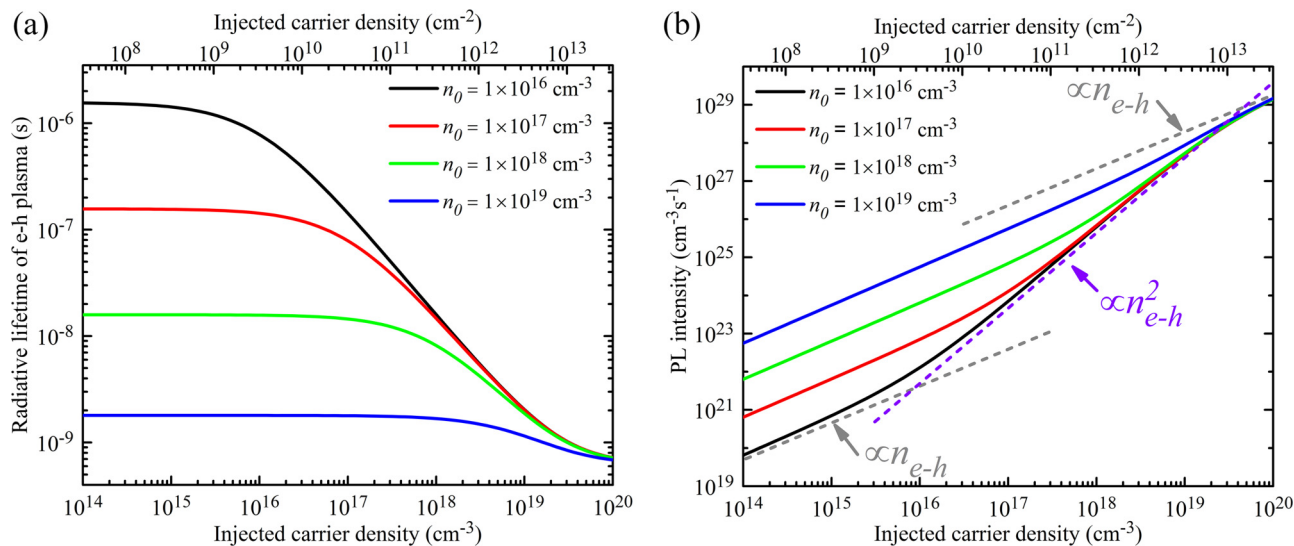 (a)
Injected carrier density (cm⁻²)
10⁸ 10⁹ 10¹⁰ 10¹¹ 10¹² 10¹³
Radiative lifetime of e-h plasma (s)
10⁻⁶
10⁻⁷
10⁻⁸
10⁻⁹
n₀ = 1×10¹⁶ cm⁻³
n₀ = 1×10¹⁷ cm⁻³
n₀ = 1×10¹⁸ cm⁻³
n₀ = 1×10¹⁹ cm⁻³
10¹⁴ 10¹⁵ 10¹⁶ 10¹⁷ 10¹⁸ 10¹⁹ 10²⁰
Injected carrier density (cm⁻³)
(b)
Injected carrier density (cm⁻²)
10⁸ 10⁹ 10¹⁰ 10¹¹ 10¹² 10¹³
PL intensity (cm⁻³s⁻¹)
10²⁹
10²⁷
10²⁵
10²³
10²¹
10¹⁹
n₀ = 1×10¹⁶ cm⁻³
n₀ = 1×10¹⁷ cm⁻³
n₀ = 1×10¹⁸ cm⁻³
n₀ = 1×10¹⁹ cm⁻³
∝nₑ₋ₕ
∝n²ₑ₋ₕ
∝nₑ₋ₕ
10¹⁴ 10¹⁵ 10¹⁶ 10¹⁷ 10¹⁸ 10¹⁹ 10²⁰
Injected carrier density (cm⁻³)